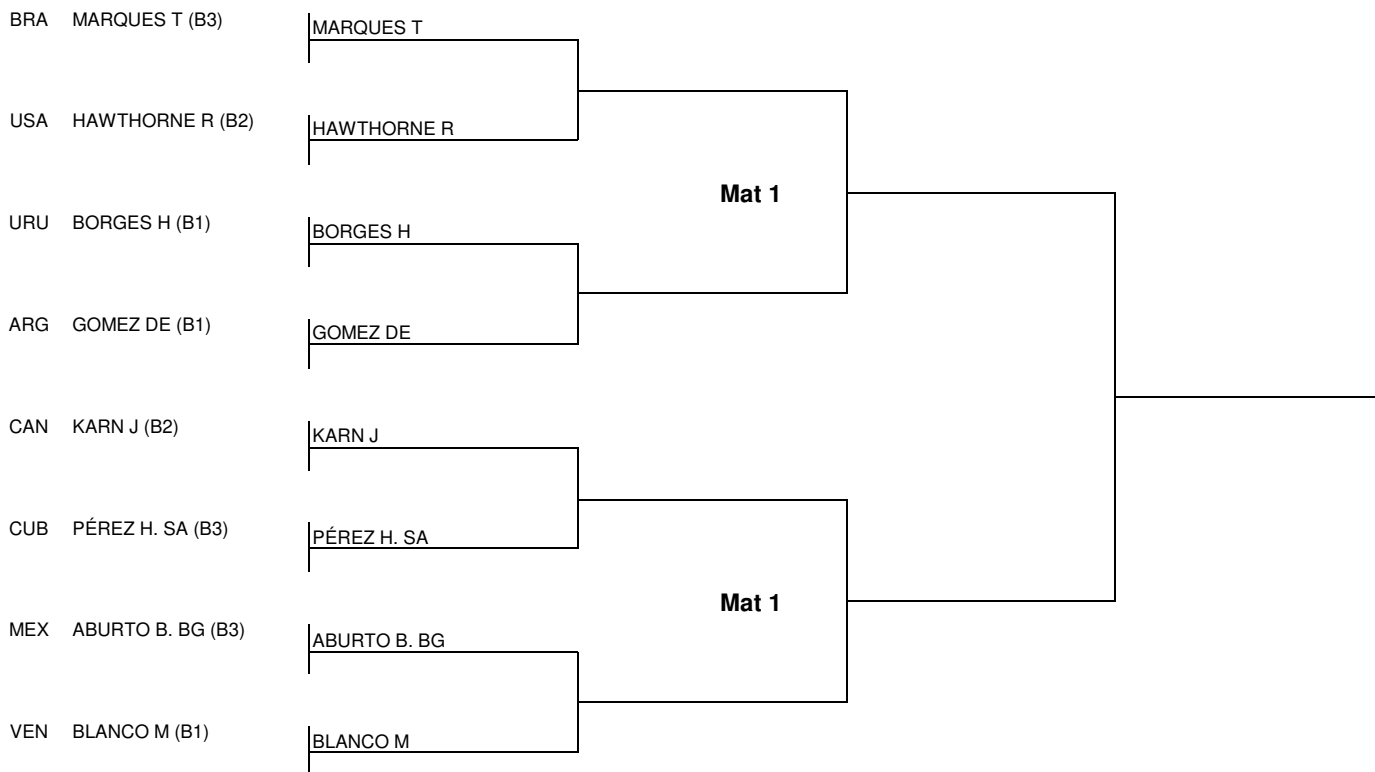 BRA MARQUES T (B3) MARQUES T
USA HAWTHORNE R (B2) HAWTHORNE R
Mat 1
URU BORGES H (B1) BORGES H
ARG GOMEZ DE (B1) GOMEZ DE
CAN KARN J (B2) KARN J
CUB PÉREZ H. SA (B3) PÉREZ H. SA
Mat 1
MEX ABURTO B. BG (B3) ABURTO B. BG
VEN BLANCO M (B1) BLANCO M